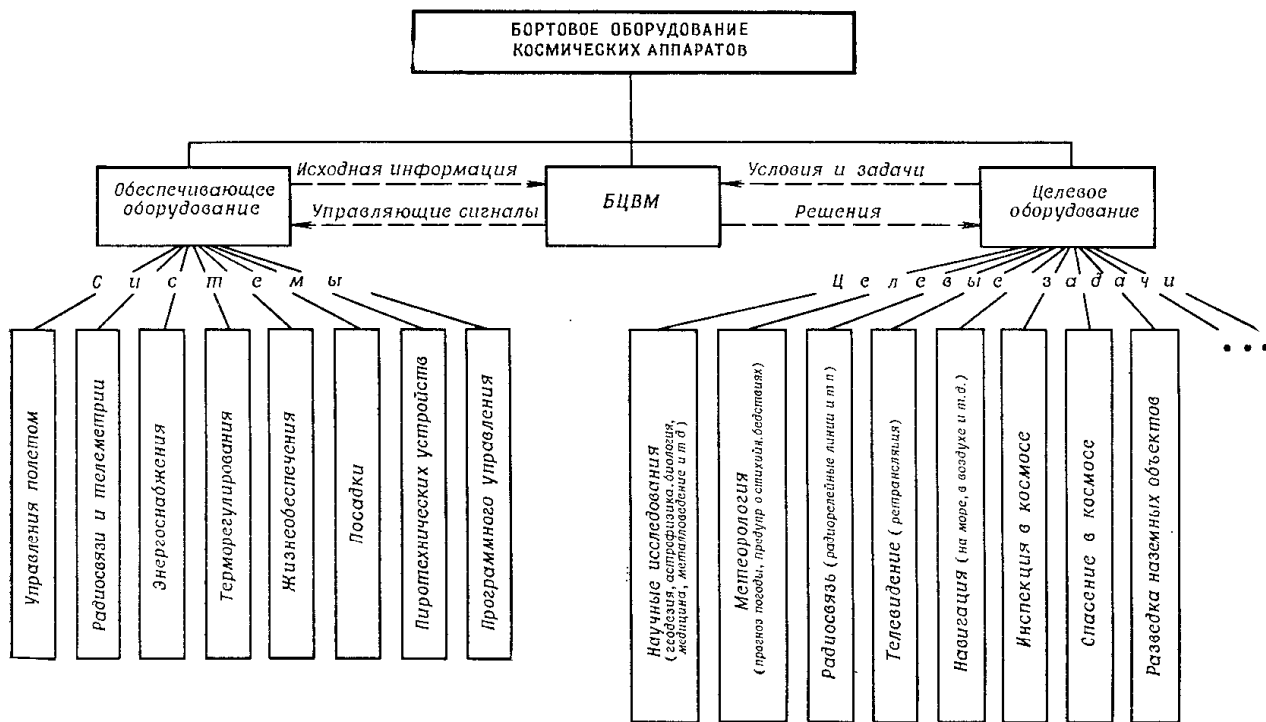 БОРТОВОЕ ОБОРУДОВАНИЕ
КОСМИЧЕСКИХ АППАРАТОВ
Исходная информация
Условия и задачи
Обеспечивающее
оборудование
БЦВМ
Целевое
оборудование
Управляющие сигналы
Решения
Системы
Целевые задачи
Управления полетом
Радиосвязи и телеметрии
Энергоснабжения
Терморегулирования
Жизнеобеспечения
Посадки
Пиротехнических устройств
Программного управления
Научные исследования
(геодезия, астрофизика, биология,
медицина, металловедение и т д)
Метеорология
(прогноз погоды, предупр о стихийн. бедствиях)
Радиосвязь (радиорелейные линии и т п)
Телевидение (ретрансляция)
Навигация (на море, в воздухе и т.д.)
Инспекция в космосе
Спасение в космосе
Разведка наземных объектов
...